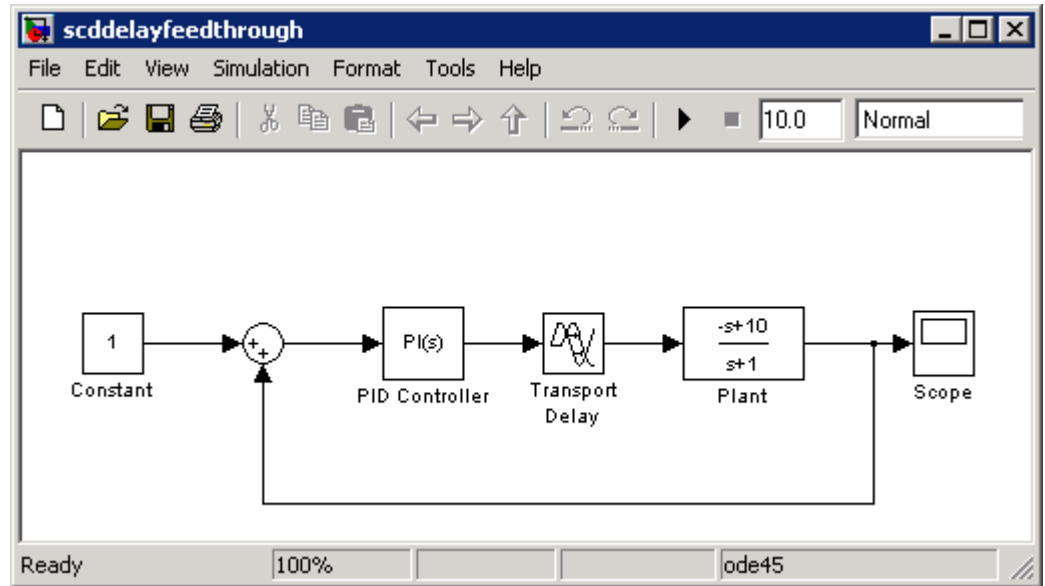 scddelayfeedthrough
File Edit View Simulation Format Tools Help
10.0 Normal
1
Constant
+
+
PI(s)
PID Controller
Transport
Delay
-s+10
s+1
Plant
Scope
Ready 100% ode45